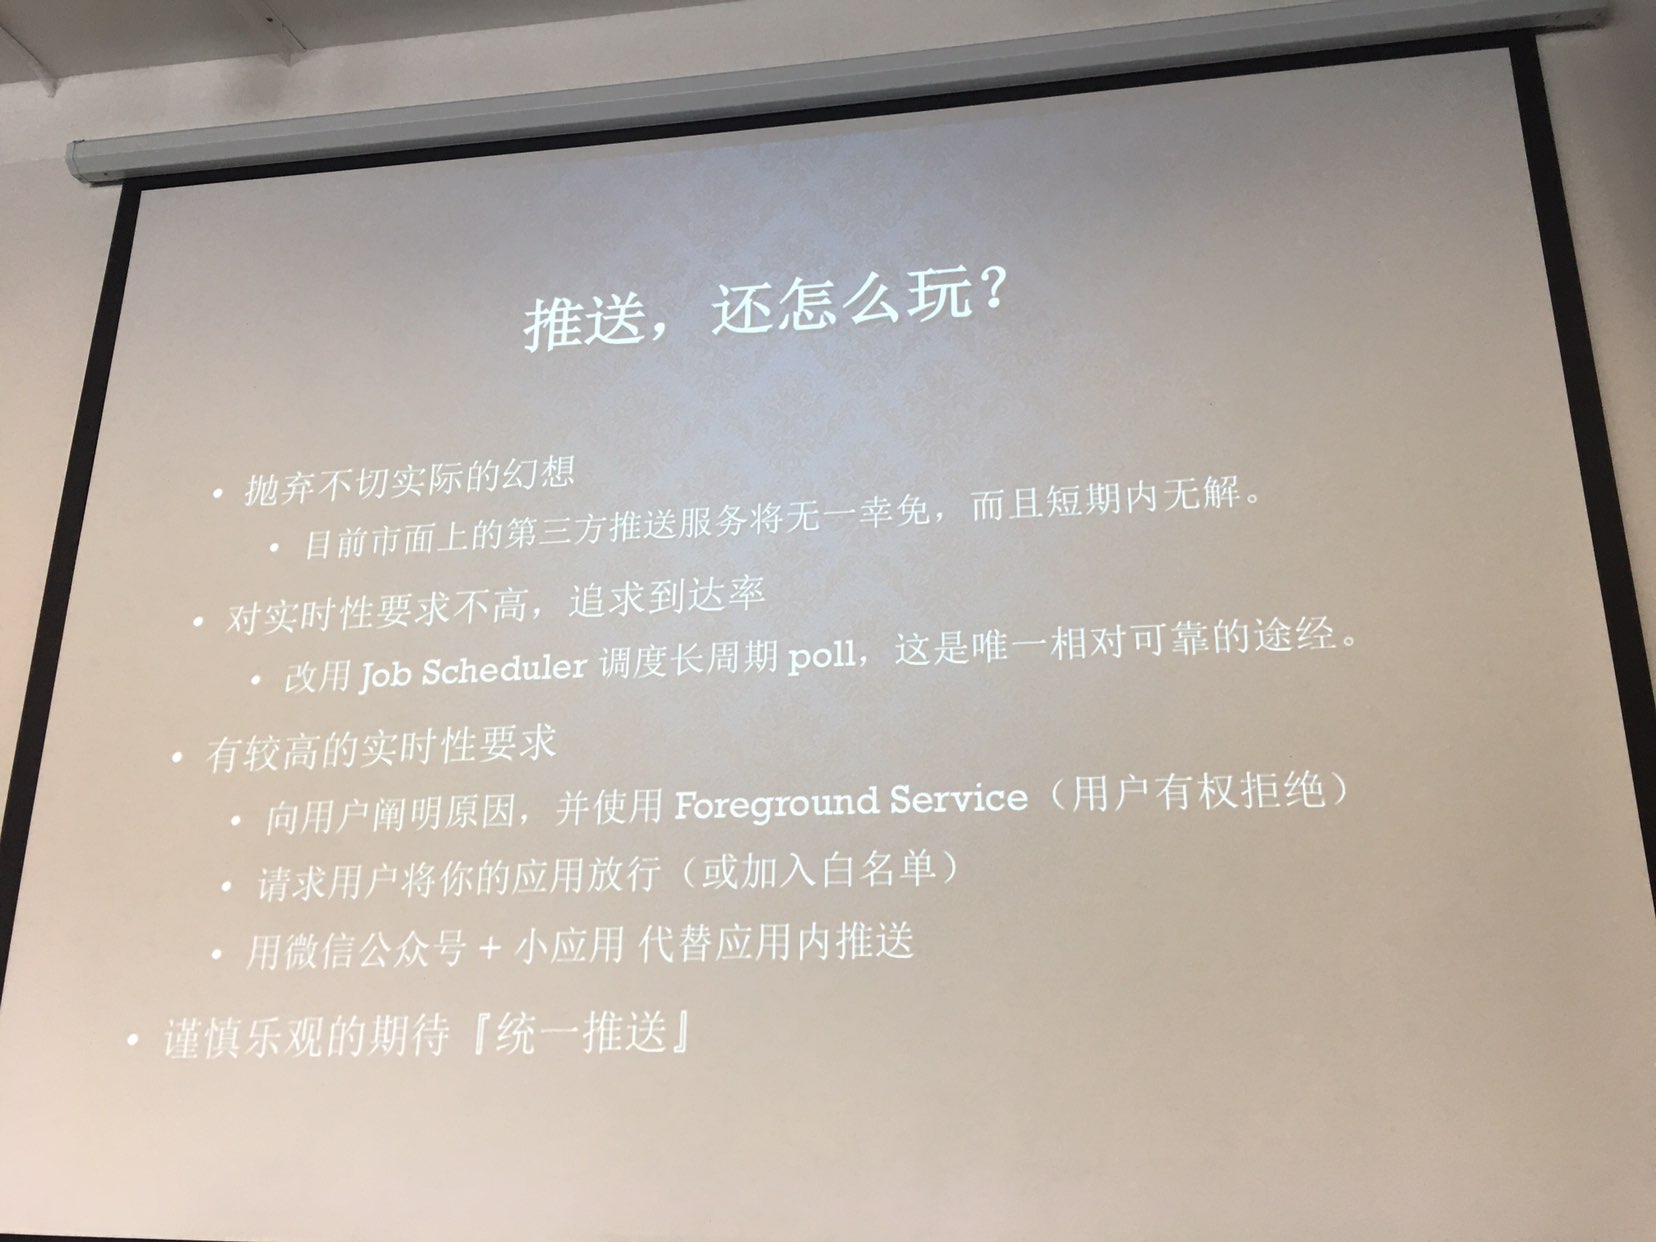 推送，还怎么玩？
• 抛弃不切实际的幻想
• 目前市面上的第三方推送服务将无一幸免，而且短期内无解。
• 对实时性要求不高，追求到达率
• 改用 Job Scheduler 调度长周期 poll，这是唯一相对可靠的途经。
• 有较高的实时性要求
• 向用户阐明原因，并使用 Foreground Service（用户有权拒绝）
• 请求用户将你的应用放行（或加入白名单）
• 用微信公众号 + 小应用 代替应用内推送
• 谨慎乐观的期待『统一推送』